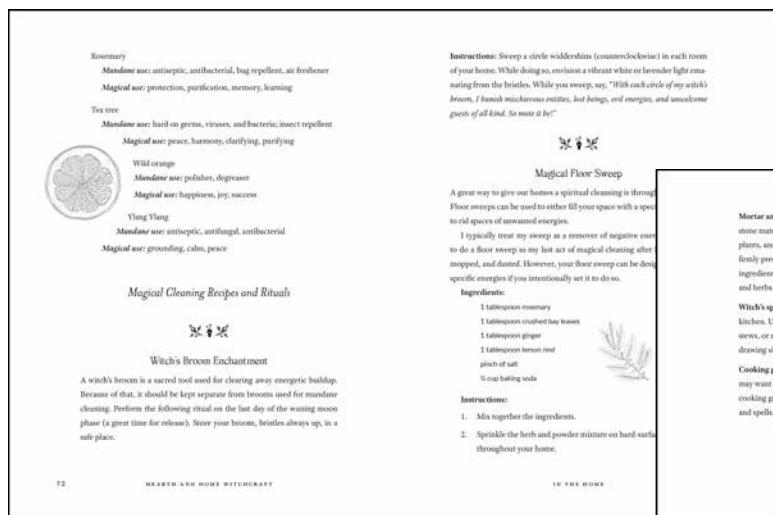 Rosemary
Mundane use: antiseptic, antibacterial, bug repellent, air freshener
Magical use: protection, purification, memory, learning
Tea tree
Mundane use: hard on germs, viruses, and bacteria; insect repellent
Magical use: peace, harmony, clarifying, purifying
Wild orange
Mundane use: polisher, degreaser
Magical use: happiness, joy, success
Ylang Ylang
Mundane use: antiseptic, antifungal, antibacterial
Magical use: grounding, calm, peace
Magical Cleaning Recipes and Rituals
Witch's Broom Enchantment
A witch's broom is a sacred tool used for clearing away energetic buildup.
Because of that, it should be kept separate from brooms used for mundane
cleaning. Perform the following ritual on the last day of the waning moon
phase (a great time for release). Store your broom, bristles always up, in a
safe place.
72
HEARTH AND HOME WITCHCRAFT
Instructions: Sweep a circle widdershins (counterclockwise) in each room
of your home. While doing so, envision a vibrant white or lavender light ema-
nating from the bristles. While you sweep, say, "With each circle of my witch's
broom, I banish mischievous entities, lost beings, evil energies, and unwelcome
guests of all kind. So mote it be!"
Magical Floor Sweep
A great way to give our homes a spiritual cleansing is throug
Floor sweeps can be used to either fill your space with a spec
to rid spaces of unwanted energies.
I typically treat my sweep as a remover of negative ener
to do a floor sweep as my last act of magical cleaning after
mopped, and dusted. However, your floor sweep can be desig
specific energies if you intentionally set it to do so.
Ingredients:
1 tablespoon rosemary
1 tablespoon crushed bay leaves
1 tablespoon ginger
1 tablespoon lemon rind
pinch of salt
cup baking soda
Instructions:
1. Mix together the ingredients.
2. Sprinkle the herb and powder mixture on hard surfa
throughout your home.
IN THE HOME
Mortar an
stone mate
plants, and
firmly pres
ingredient
and herbs
Witch's sp
kitchen. U
stews, or
drawing si
Cooking p
may want
cooking g
and spells